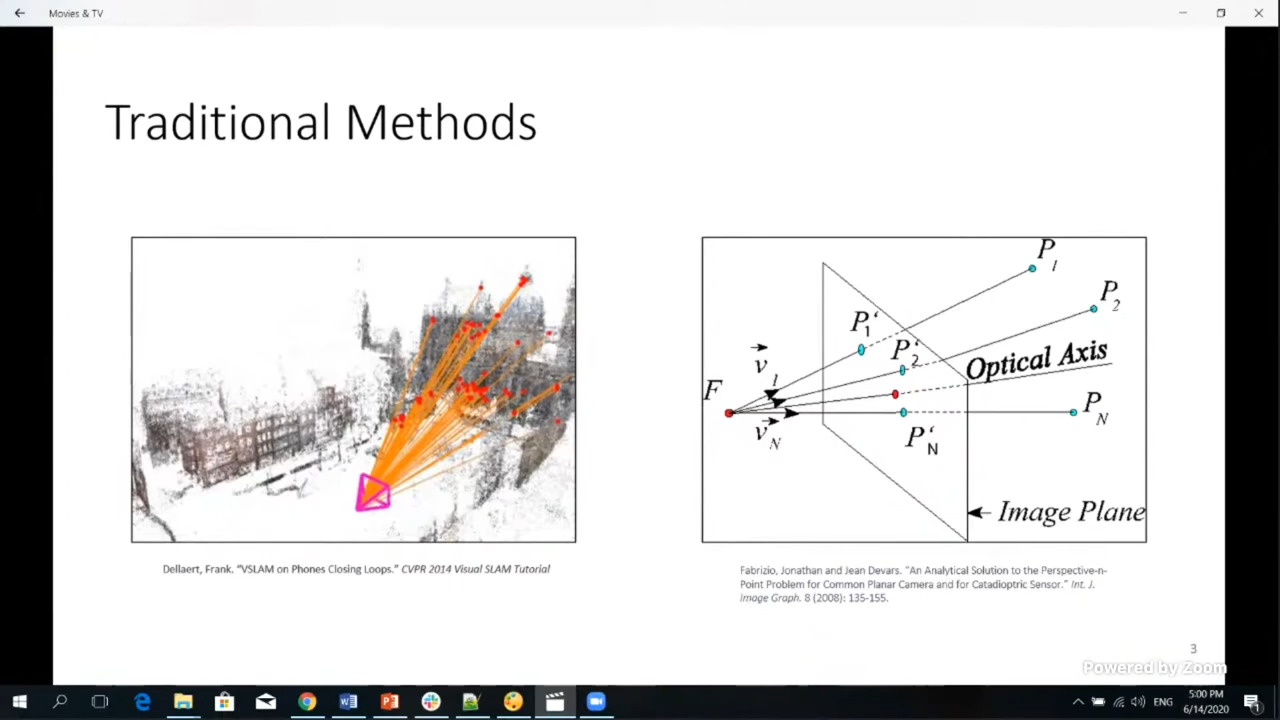 Movies & TV
Traditional Methods
P1
P2
P1‘
P2‘
Optical Axis
v1
F
PN
vN
P‘N
Image Plane
Dellaert, Frank. “VSLAM on Phones Closing Loops.” CVPR 2014 Visual SLAM Tutorial
Fabrizio, Jonathan and Jean Devars. “An Analytical Solution to the Perspective-n-
Point Problem for Common Planar Camera and for Catadioptric Sensor.” Int. J.
Image Graph. 8 (2008): 135-155.
3
Powered by Zoom
ENG
5:00 PM
6/14/2020